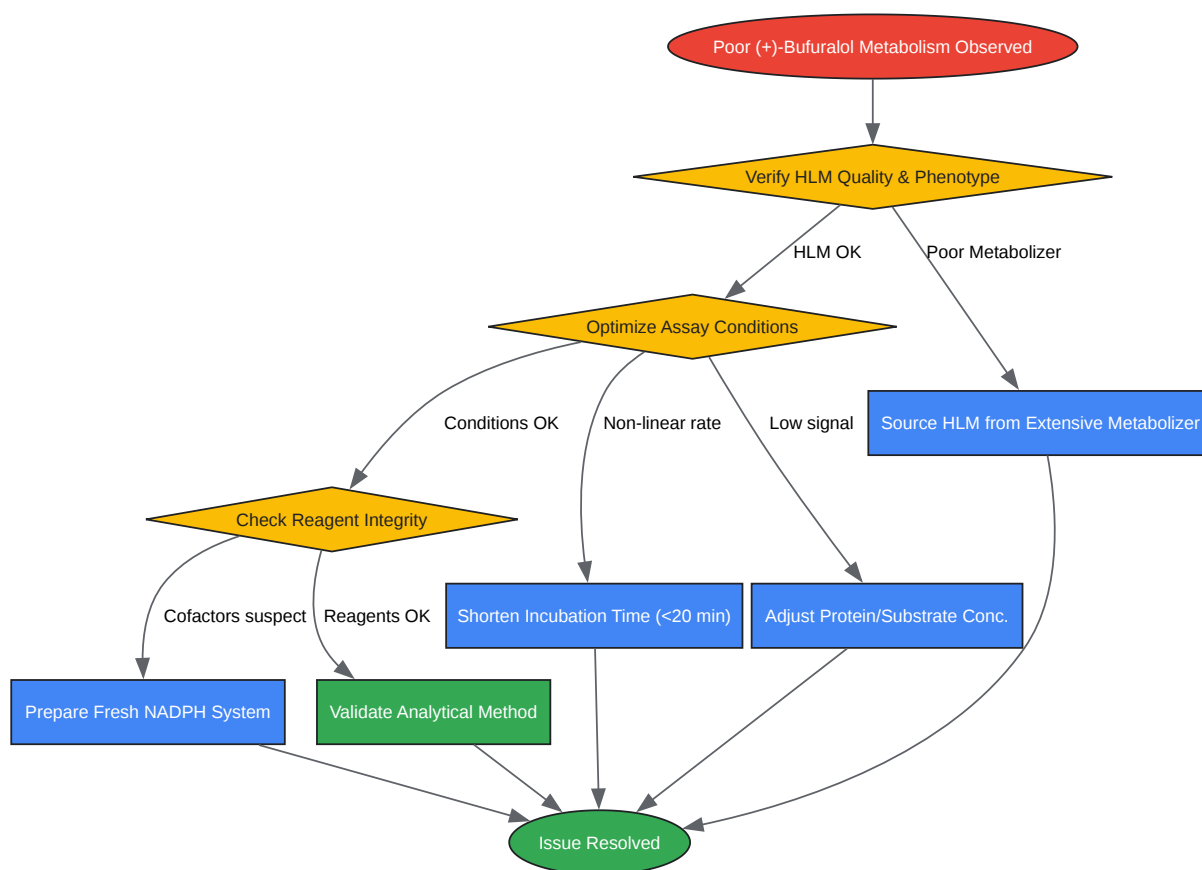 Poor (+)-Bufuralol Metabolism Observed
Verify HLM Quality & Phenotype
HLM OK
Poor Metabolizer
Optimize Assay Conditions
Conditions OK
Non-linear rate
Low signal
Source HLM from Extensive Metabolizer
Check Reagent Integrity
Cofactors suspect
Reagents OK
Shorten Incubation Time (<20 min)
Adjust Protein/Substrate Conc.
Prepare Fresh NADPH System
Validate Analytical Method
Issue Resolved